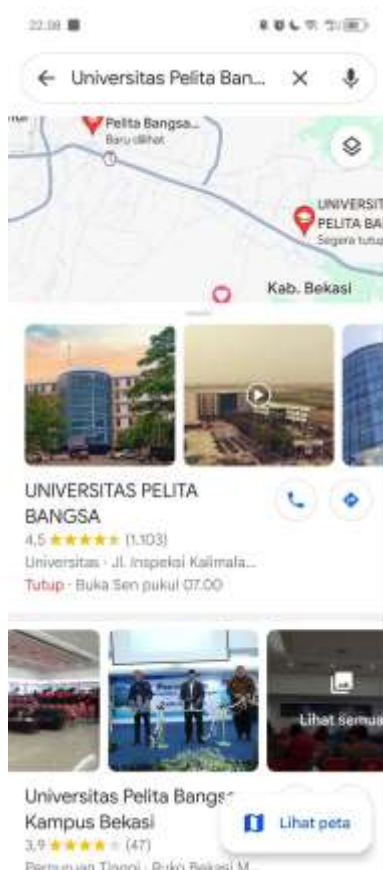 22.08
Universitas Pelita Ban...
Pelita Bangsa...
Baru dilihat
UNIVERSIT
PELITA BA
Segera tutup
Kab. Bekasi
UNIVERSITAS PELITA
BANGSA
4,5 (1.103)
Universitas · Jl. Inspeksi Kalimala...
Tutup · Buka Sen pukul 07.00
Lihat semua
Universitas Pelita Bangsa
Kampus Bekasi
3,9 (47)
Lihat peta
Perguruan Tinggi · Ruko Bekasi M...